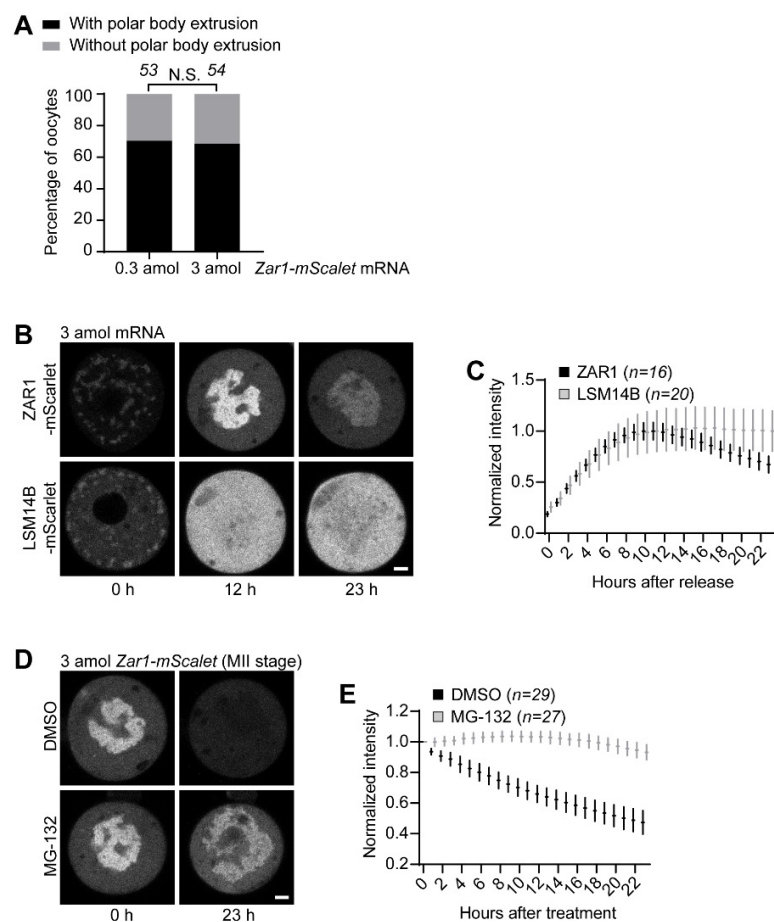 A
With polar body extrusion
Without polar body extrusion
53 N.S. 54
Percentage of oocytes
100
80
60
40
20
0
0.3 amol 3 amol Zar1-mScalet mRNA
B
3 amol mRNA
ZAR1
-mScarlet
LSM14B
-mScarlet
0 h 12 h 23 h
C
ZAR1 (n=16)
LSM14B (n=20)
Normalized intensity
1.5
1.0
0.5
0.0
0 2 4 6 8 10 12 14 16 18 20 22
Hours after release
D
3 amol Zar1-mScalet (MII stage)
DMSO
MG-132
0 h 23 h
E
DMSO (n=29)
MG-132 (n=27)
Normalized intensity
1.2
1.0
0.8
0.6
0.4
0.2
0 2 4 6 8 10 12 14 16 18 20 22
Hours after treatment